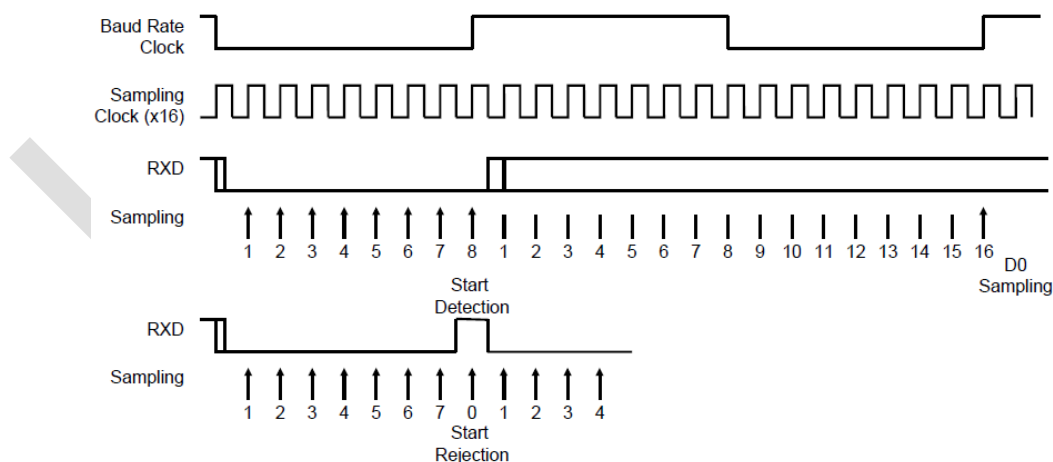 Baud Rate
Clock
Sampling
Clock (x16)
RXD
Sampling
1 2 3 4 5 6 7 8 1 2 3 4 5 6 7 8 9 10 11 12 13 14 15 16
D0
Sampling
Start
Detection
RXD
Sampling
1 2 3 4 5 6 7 0 1 2 3 4
Start
Rejection